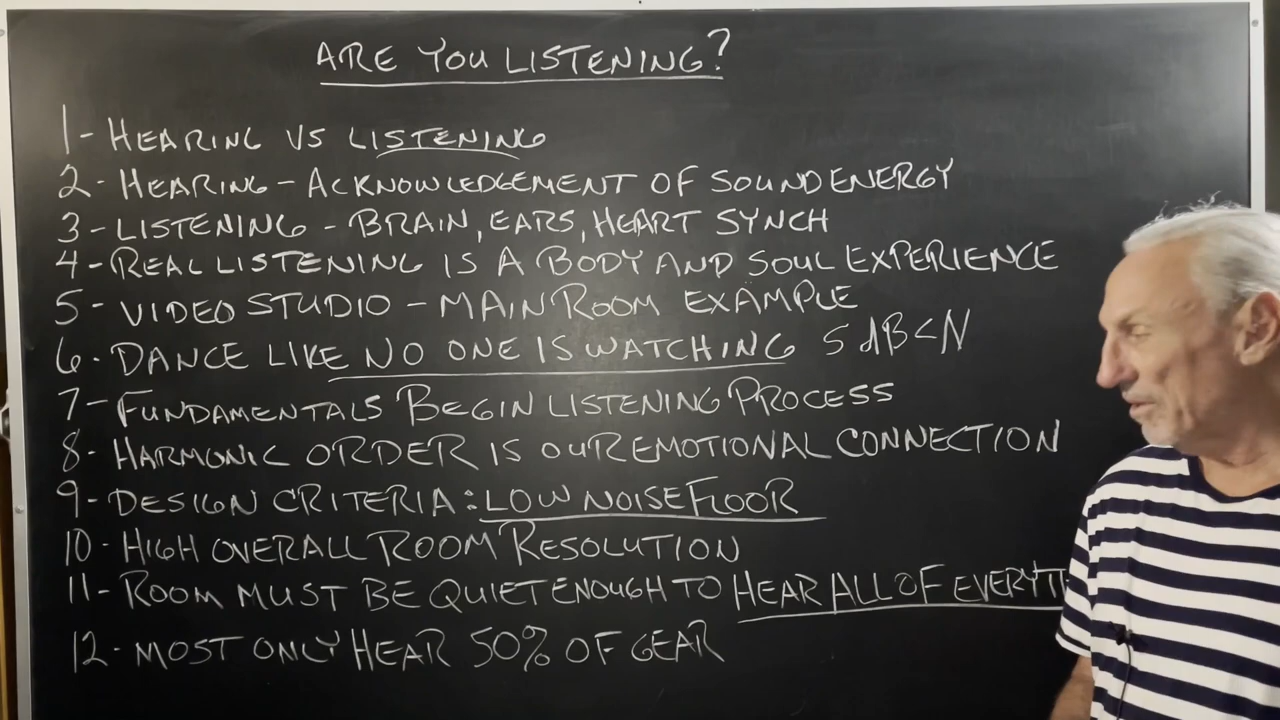 ARE YOU LISTENING?
1- HEARING VS LISTENING
2- HEARING - ACKNOWLEDGEMENT OF SOUND ENERGY
3- LISTENING - BRAIN, EARS, HEART SYNCH
4- REAL LISTENING IS A BODY AND SOUL EXPERIENCE
5- VIDEO STUDIO - MAIN ROOM EXAMPLE
6- DANCE LIKE NO ONE IS WATCHING 5 dB < N
7- FUNDAMENTALS BEGIN LISTENING PROCESS
8- HARMONIC ORDER IS OUR EMOTIONAL CONNECTION
9- DESIGN CRITERIA: LOW NOISE FLOOR
10- HIGH OVERALL ROOM RESOLUTION
11- ROOM MUST BE QUIET ENOUGH TO HEAR ALL OF EVERYT
12- MOST ONLY HEAR 50% OF GEAR